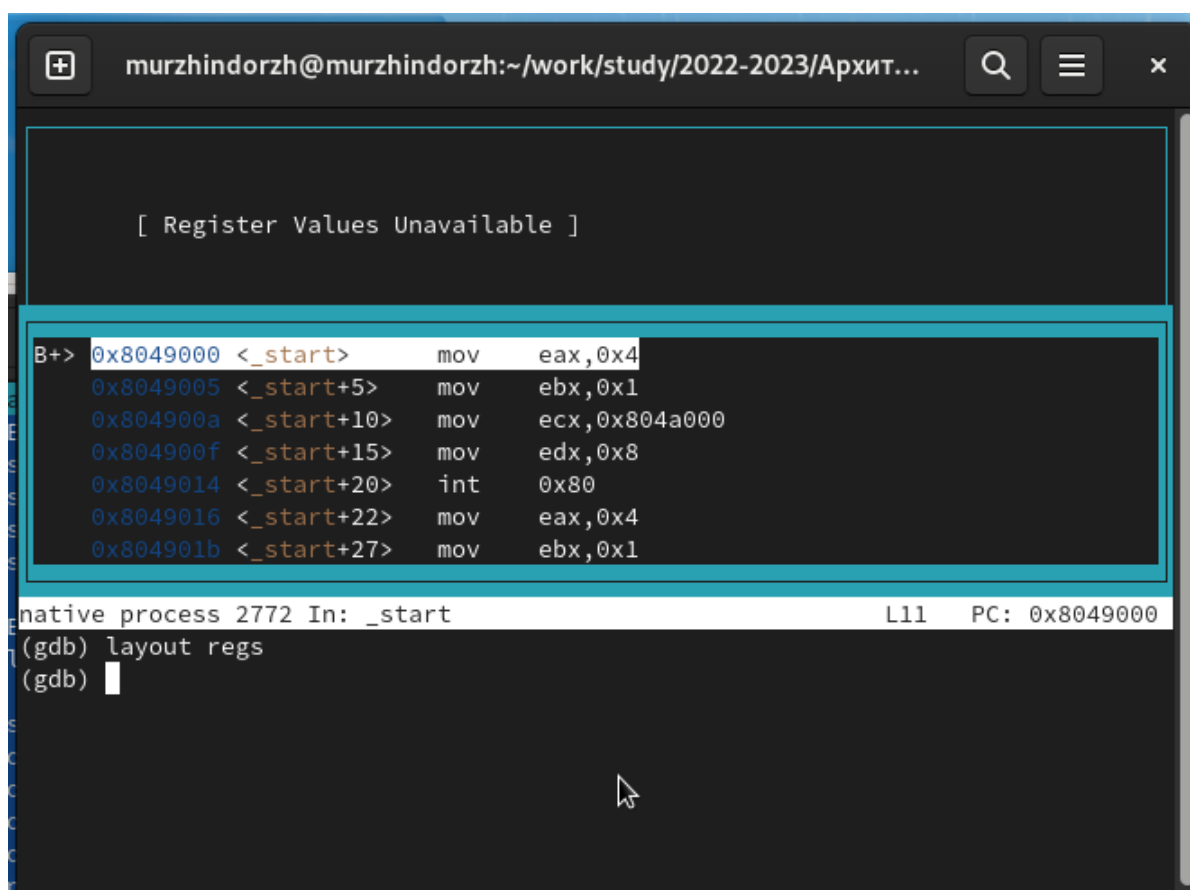 murzhindorzh@murzhindorzh:~/work/study/2022-2023/Архит...
[ Register Values Unavailable ]
B+> 0x8049000 <_start> mov eax,0x4
0x8049005 <_start+5> mov ebx,0x1
0x804900a <_start+10> mov ecx,0x804a000
0x804900f <_start+15> mov edx,0x8
0x8049014 <_start+20> int 0x80
0x8049016 <_start+22> mov eax,0x4
0x804901b <_start+27> mov ebx,0x1
native process 2772 In: _start L11 PC: 0x8049000
(gdb) layout regs
(gdb)